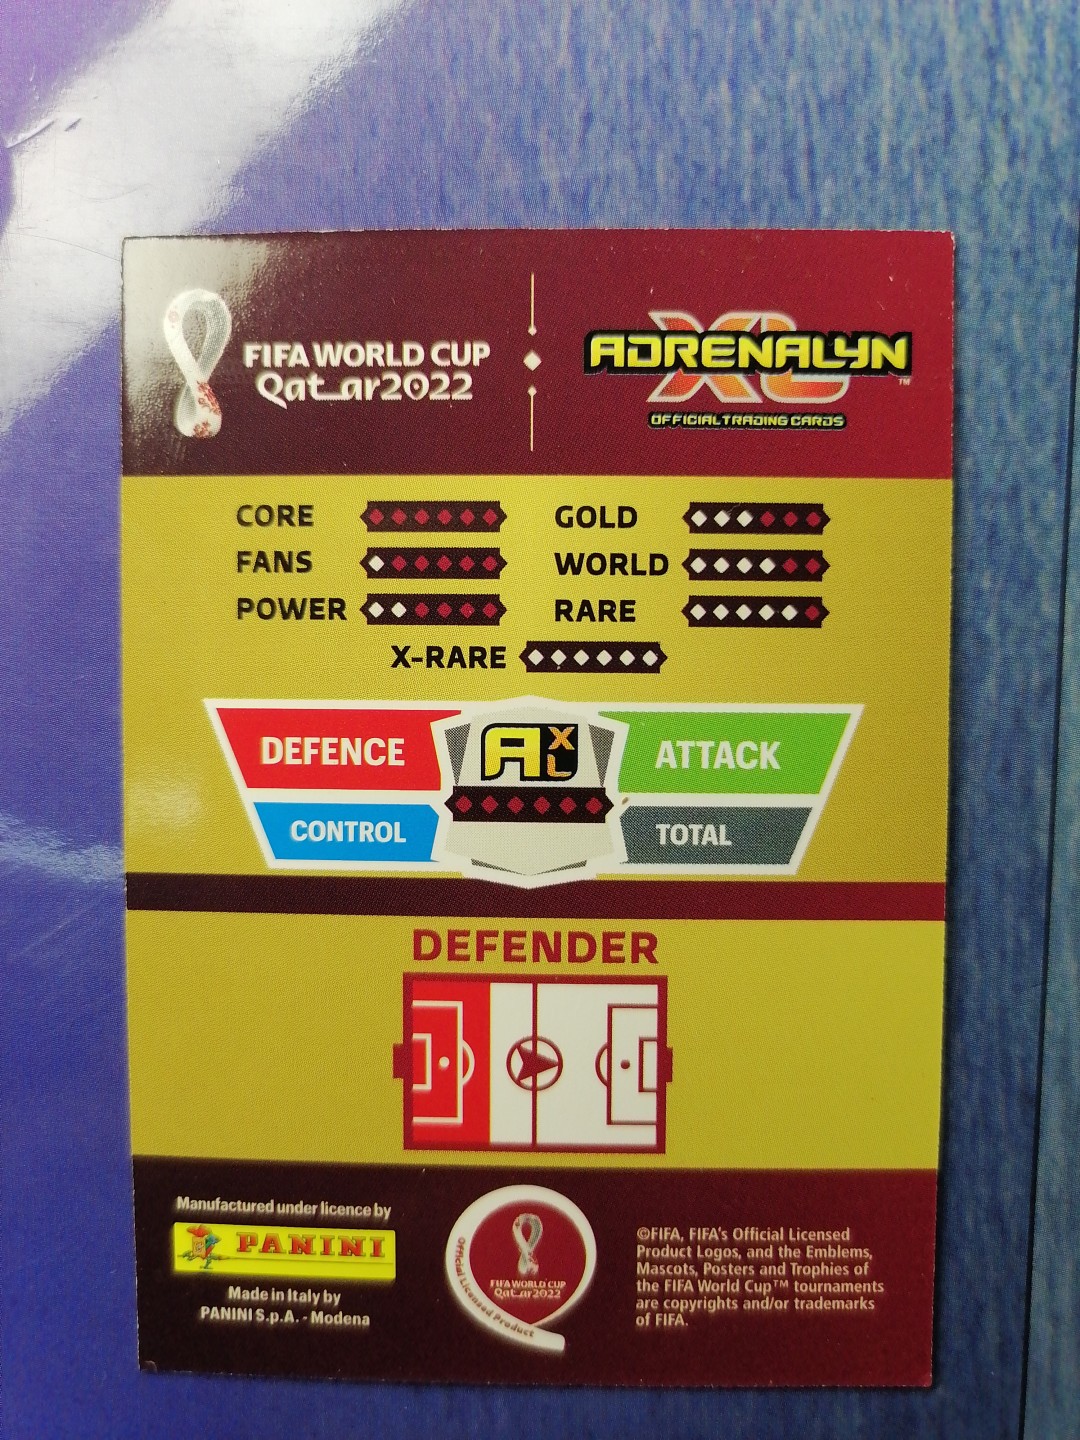 FIFA WORLD CUP
Qatar2022
ADRENALYN
XL
™
OFFICIAL TRADING CARDS
CORE
GOLD
FANS
WORLD
POWER
RARE
X-RARE
DEFENCE
AXL
ATTACK
CONTROL
TOTAL
DEFENDER
Manufactured under licence by
PANINI
Made in Italy by
PANINI S.p.A. - Modena
FIFA WORLD CUP
Qatar2022
Official Licensed Product
©FIFA, FIFA's Official Licensed
Product Logos, and the Emblems,
Mascots, Posters and Trophies of
the FIFA World Cup™ tournaments
are copyrights and/or trademarks
of FIFA.